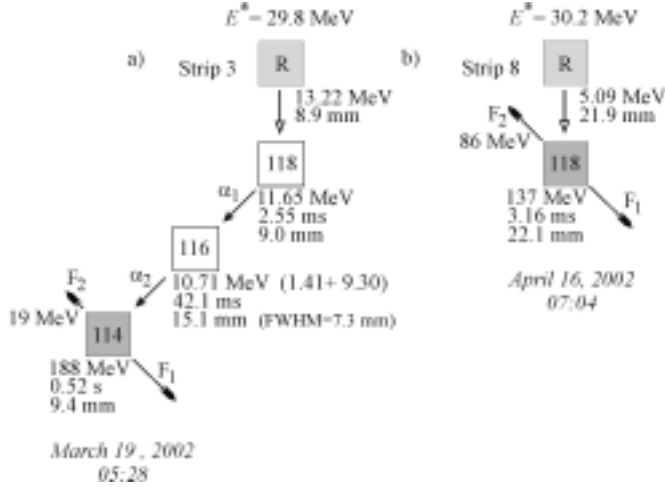 E* = 29.8 MeV
a)
Strip 3
R
13.22 MeV
8.9 mm
118
α1
11.65 MeV
2.55 ms
9.0 mm
116
α2
10.71 MeV (1.41+ 9.30)
42.1 ms
15.1 mm (FWHM=7.3 mm)
F2
19 MeV
114
F1
188 MeV
0.52 s
9.4 mm
March 19 , 2002
05:28
E* = 30.2 MeV
b)
Strip 8
R
5.09 MeV
21.9 mm
F2
86 MeV
118
F1
137 MeV
3.16 ms
22.1 mm
April 16, 2002
07:04